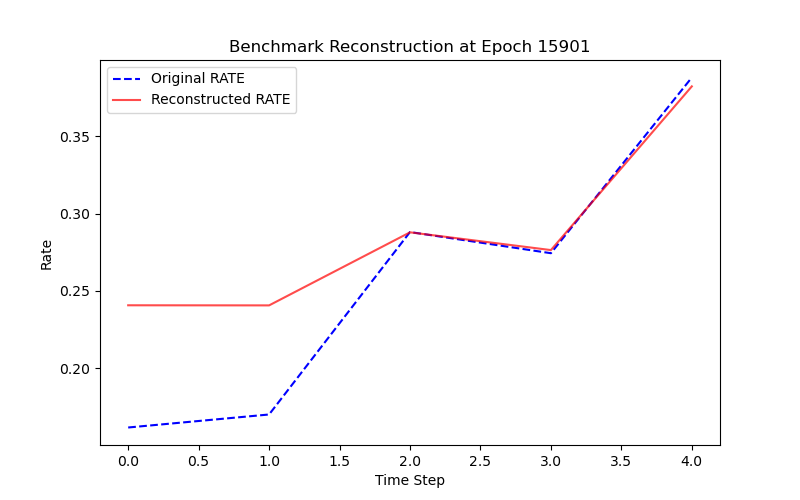 Benchmark Reconstruction at Epoch 15901
Original RATE
Reconstructed RATE
Rate
0.35
0.30
0.25
0.20
0.0 0.5 1.0 1.5 2.0 2.5 3.0 3.5 4.0
Time Step